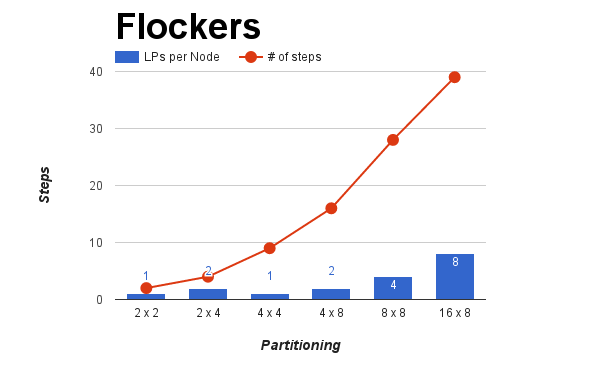 Flockers
LPs per Node # of steps
40
30
20
10
0
Steps
1 2 1 2 4 8
2 x 2 2 x 4 4 x 4 4 x 8 8 x 8 16 x 8
Partitioning